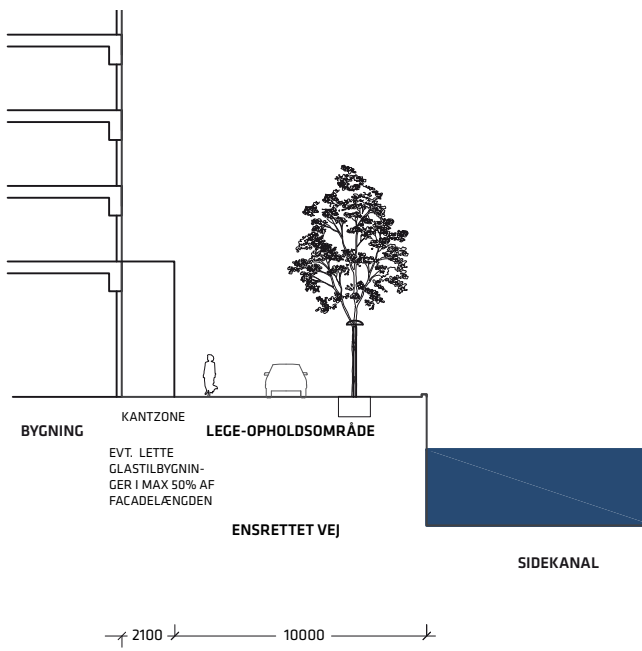 KANTZONE
BYGNING
LEGE-OPHOLDSOMRÅDE
EVT. LETTE
GLASTILBYGNIN-
GER I MAX 50% AF
FACADELÆNGDEN
ENSRETTET VEJ
SIDEKANAL
2100
10000